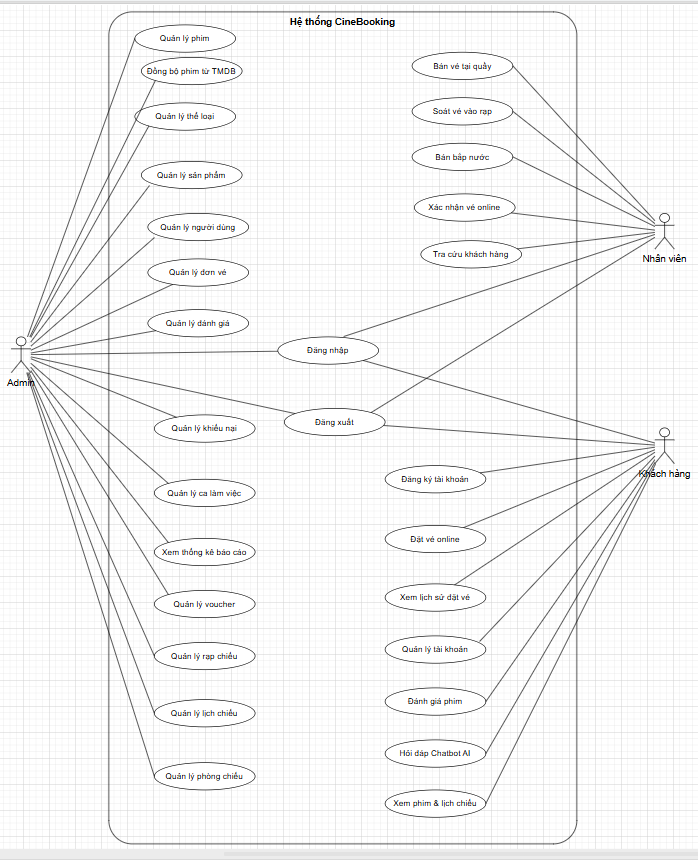 Hệ thống CineBooking
Quản lý phim
Đồng bộ phim từ TMDB
Quản lý thể loại
Quản lý sản phẩm
Quản lý người dùng
Quản lý đơn vé
Quản lý đánh giá
Bán vé tại quầy
Soát vé vào rạp
Bán bắp nước
Xác nhận vé online
Tra cứu khách hàng
Nhân viên
Đăng nhập
Admin
Đăng xuất
Quản lý khiếu nại
Quản lý ca làm việc
Xem thống kê báo cáo
Quản lý voucher
Quản lý rạp chiếu
Quản lý lịch chiếu
Quản lý phòng chiếu
Khách hàng
Đăng ký tài khoản
Đặt vé online
Xem lịch sử đặt vé
Quản lý tài khoản
Đánh giá phim
Hỏi đáp Chatbot AI
Xem phim & lịch chiếu